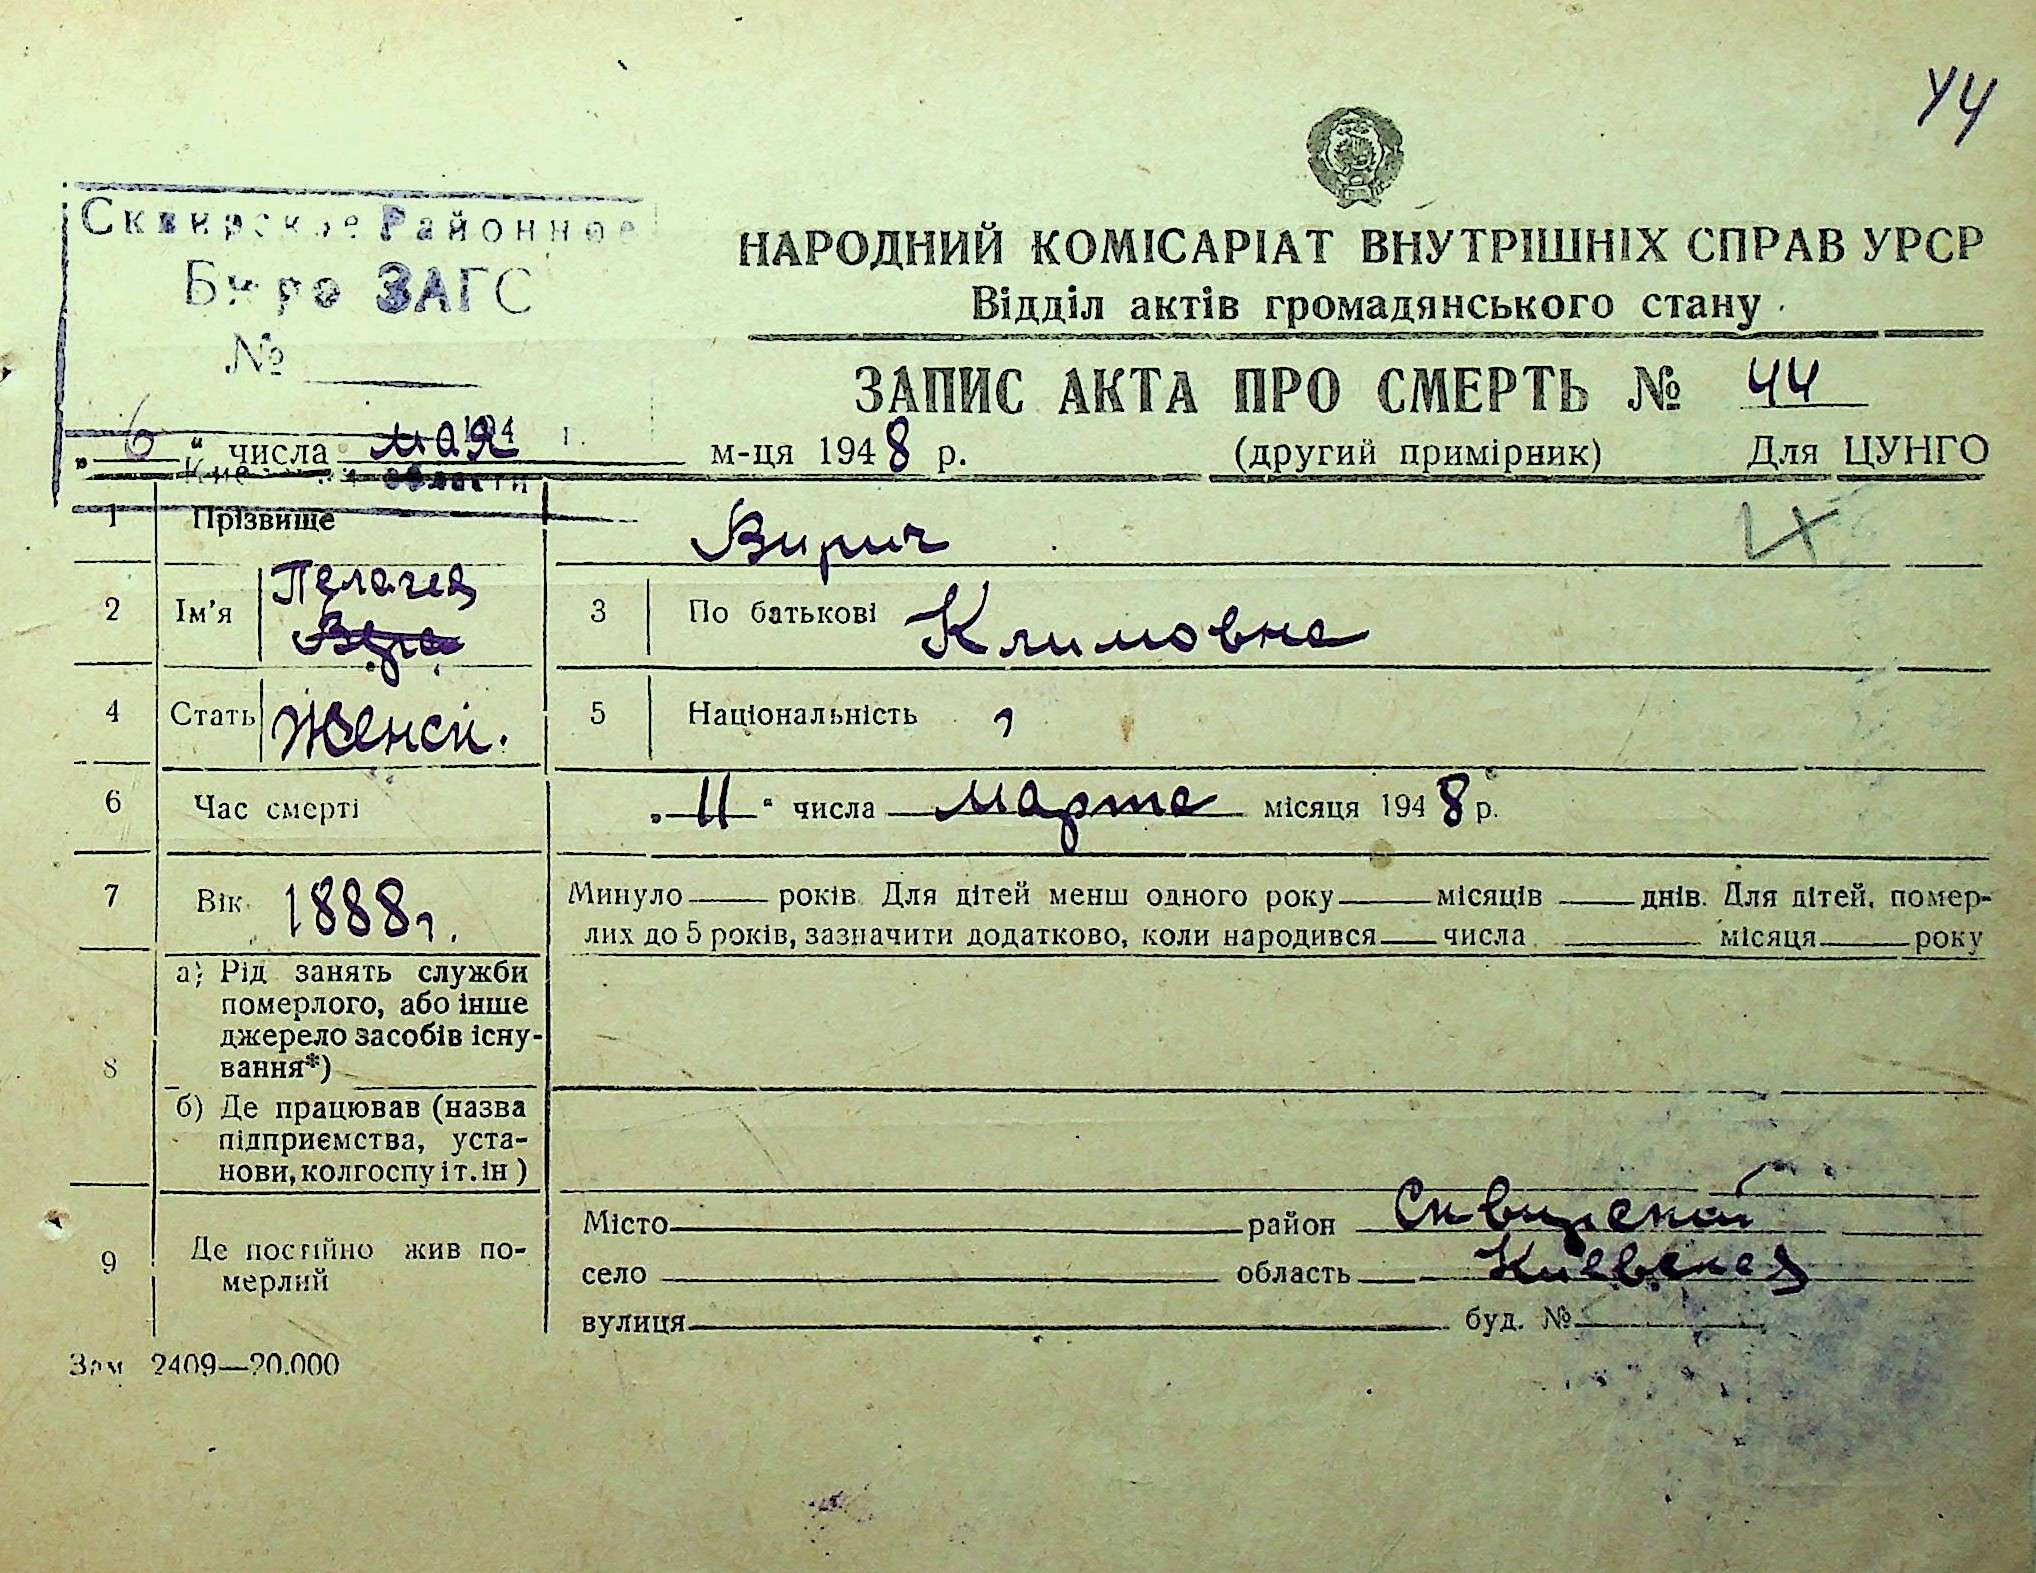 44
Сквирское Районное
Бюро ЗАГС
№
194 г.
области
НАРОДНИЙ КОМІСАРІАТ ВНУТРІШНІХ СПРАВ УРСР
Відділ актів громадянського стану
ЗАПИС АКТА ПРО СМЕРТЬ № 44
„ 6 “ числа мая м-ця 1948 р. (другий примірник) Для ЦУНГО
1 Прізвище Вирич
2 Ім'я Пелагея Вера 3 По батькові Климовна
4 Стать Женск. 5 Національність
6 Час смерті „ 11 “ числа марта місяця 1948 р.
7 Вік 1888 г. Минуло років. Для дітей менш одного року місяців днів. Для дітей, помер-
лих до 5 років, зазначити додатково, коли народився числа місяця року
8 а) Рід занять служби
померлого, або інше
джерело засобів існу-
вання*)
б) Де працював (назва
підприємства, уста-
нови, колгоспу і т. ін)
9 Де постійно жив по-
мерлий
Місто район Сквирский
село область Киевская
вулиця буд. №
Зам 2409—20.000